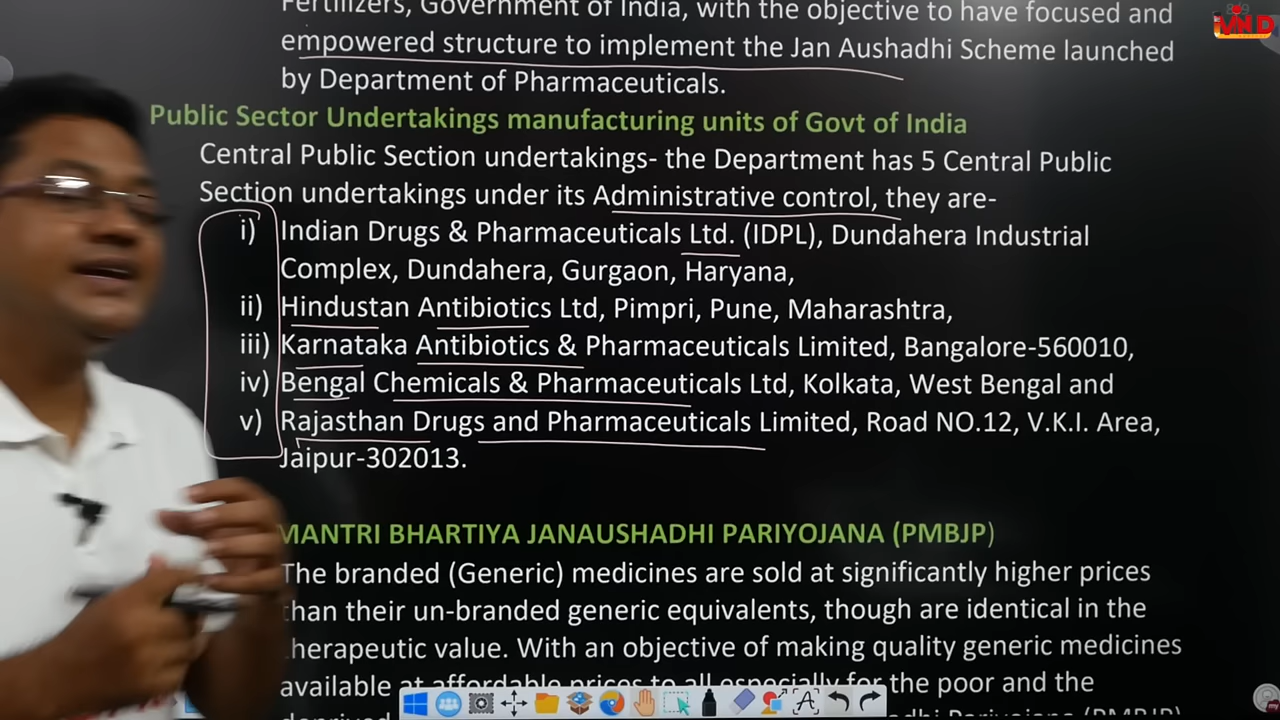 Fertilizers, Government of India, with the objective to have focused and
empowered structure to implement the Jan Aushadhi Scheme launched
by Department of Pharmaceuticals.
Public Sector Undertakings manufacturing units of Govt of India
Central Public Section undertakings- the Department has 5 Central Public
Section undertakings under its Administrative control, they are-
i) Indian Drugs & Pharmaceuticals Ltd. (IDPL), Dundahera Industrial
Complex, Dundahera, Gurgaon, Haryana,
ii) Hindustan Antibiotics Ltd, Pimpri, Pune, Maharashtra,
iii) Karnataka Antibiotics & Pharmaceuticals Limited, Bangalore-560010,
iv) Bengal Chemicals & Pharmaceuticals Ltd, Kolkata, West Bengal and
v) Rajasthan Drugs and Pharmaceuticals Limited, Road NO.12, V.K.I. Area,
Jaipur-302013.
MANTRI BHARTIYA JANAUSHADHI PARIYOJANA (PMBJP)
The branded (Generic) medicines are sold at significantly higher prices
than their un-branded generic equivalents, though are identical in the
therapeutic value. With an objective of making quality generic medicines
available at affordable prices to all especially for the poor and the